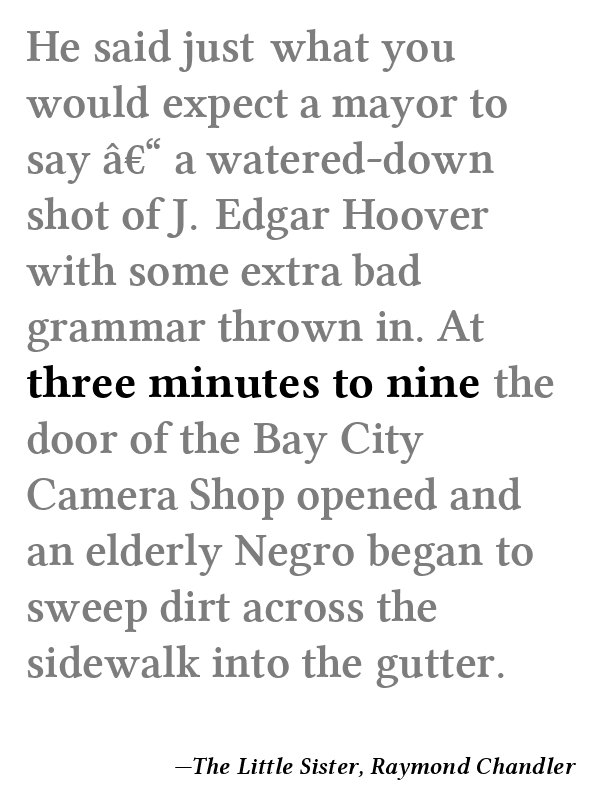 He said just what you
would expect a mayor to
say â€“ a watered-down
shot of J. Edgar Hoover
with some extra bad
grammar thrown in. At
three minutes to nine the
door of the Bay City
Camera Shop opened and
an elderly Negro began to
sweep dirt across the
sidewalk into the gutter.
—The Little Sister, Raymond Chandler